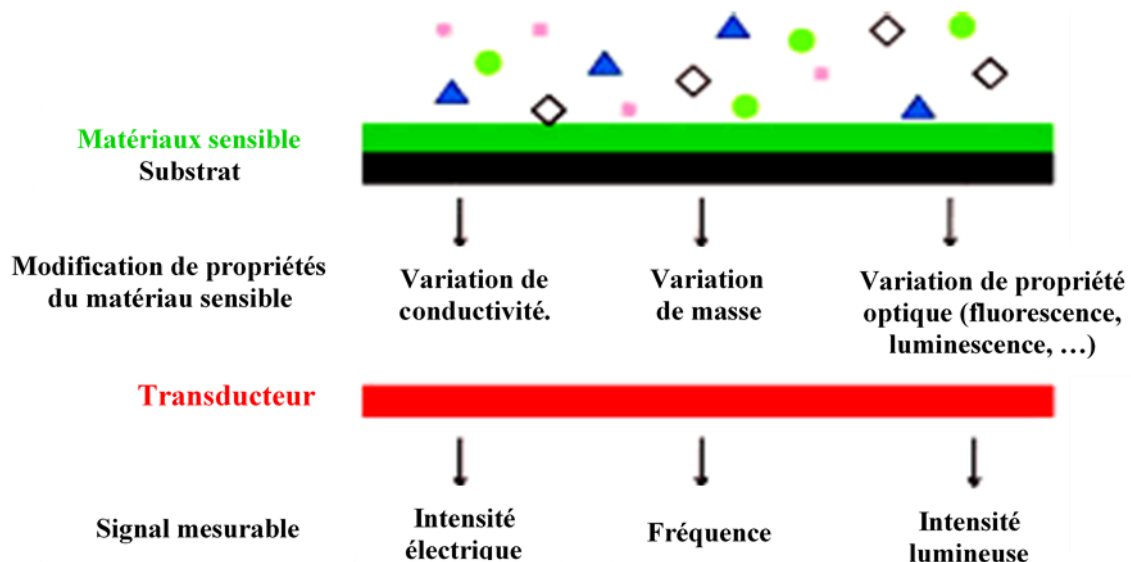 Matériaux sensible
Substrat
Modification de propriétés
du matériau sensible
Variation de
conductivité.
Variation
de masse
Variation de propriété
optique (fluorescence,
luminescence, …)
Transducteur
Signal mesurable
Intensité
électrique
Fréquence
Intensité
lumineuse